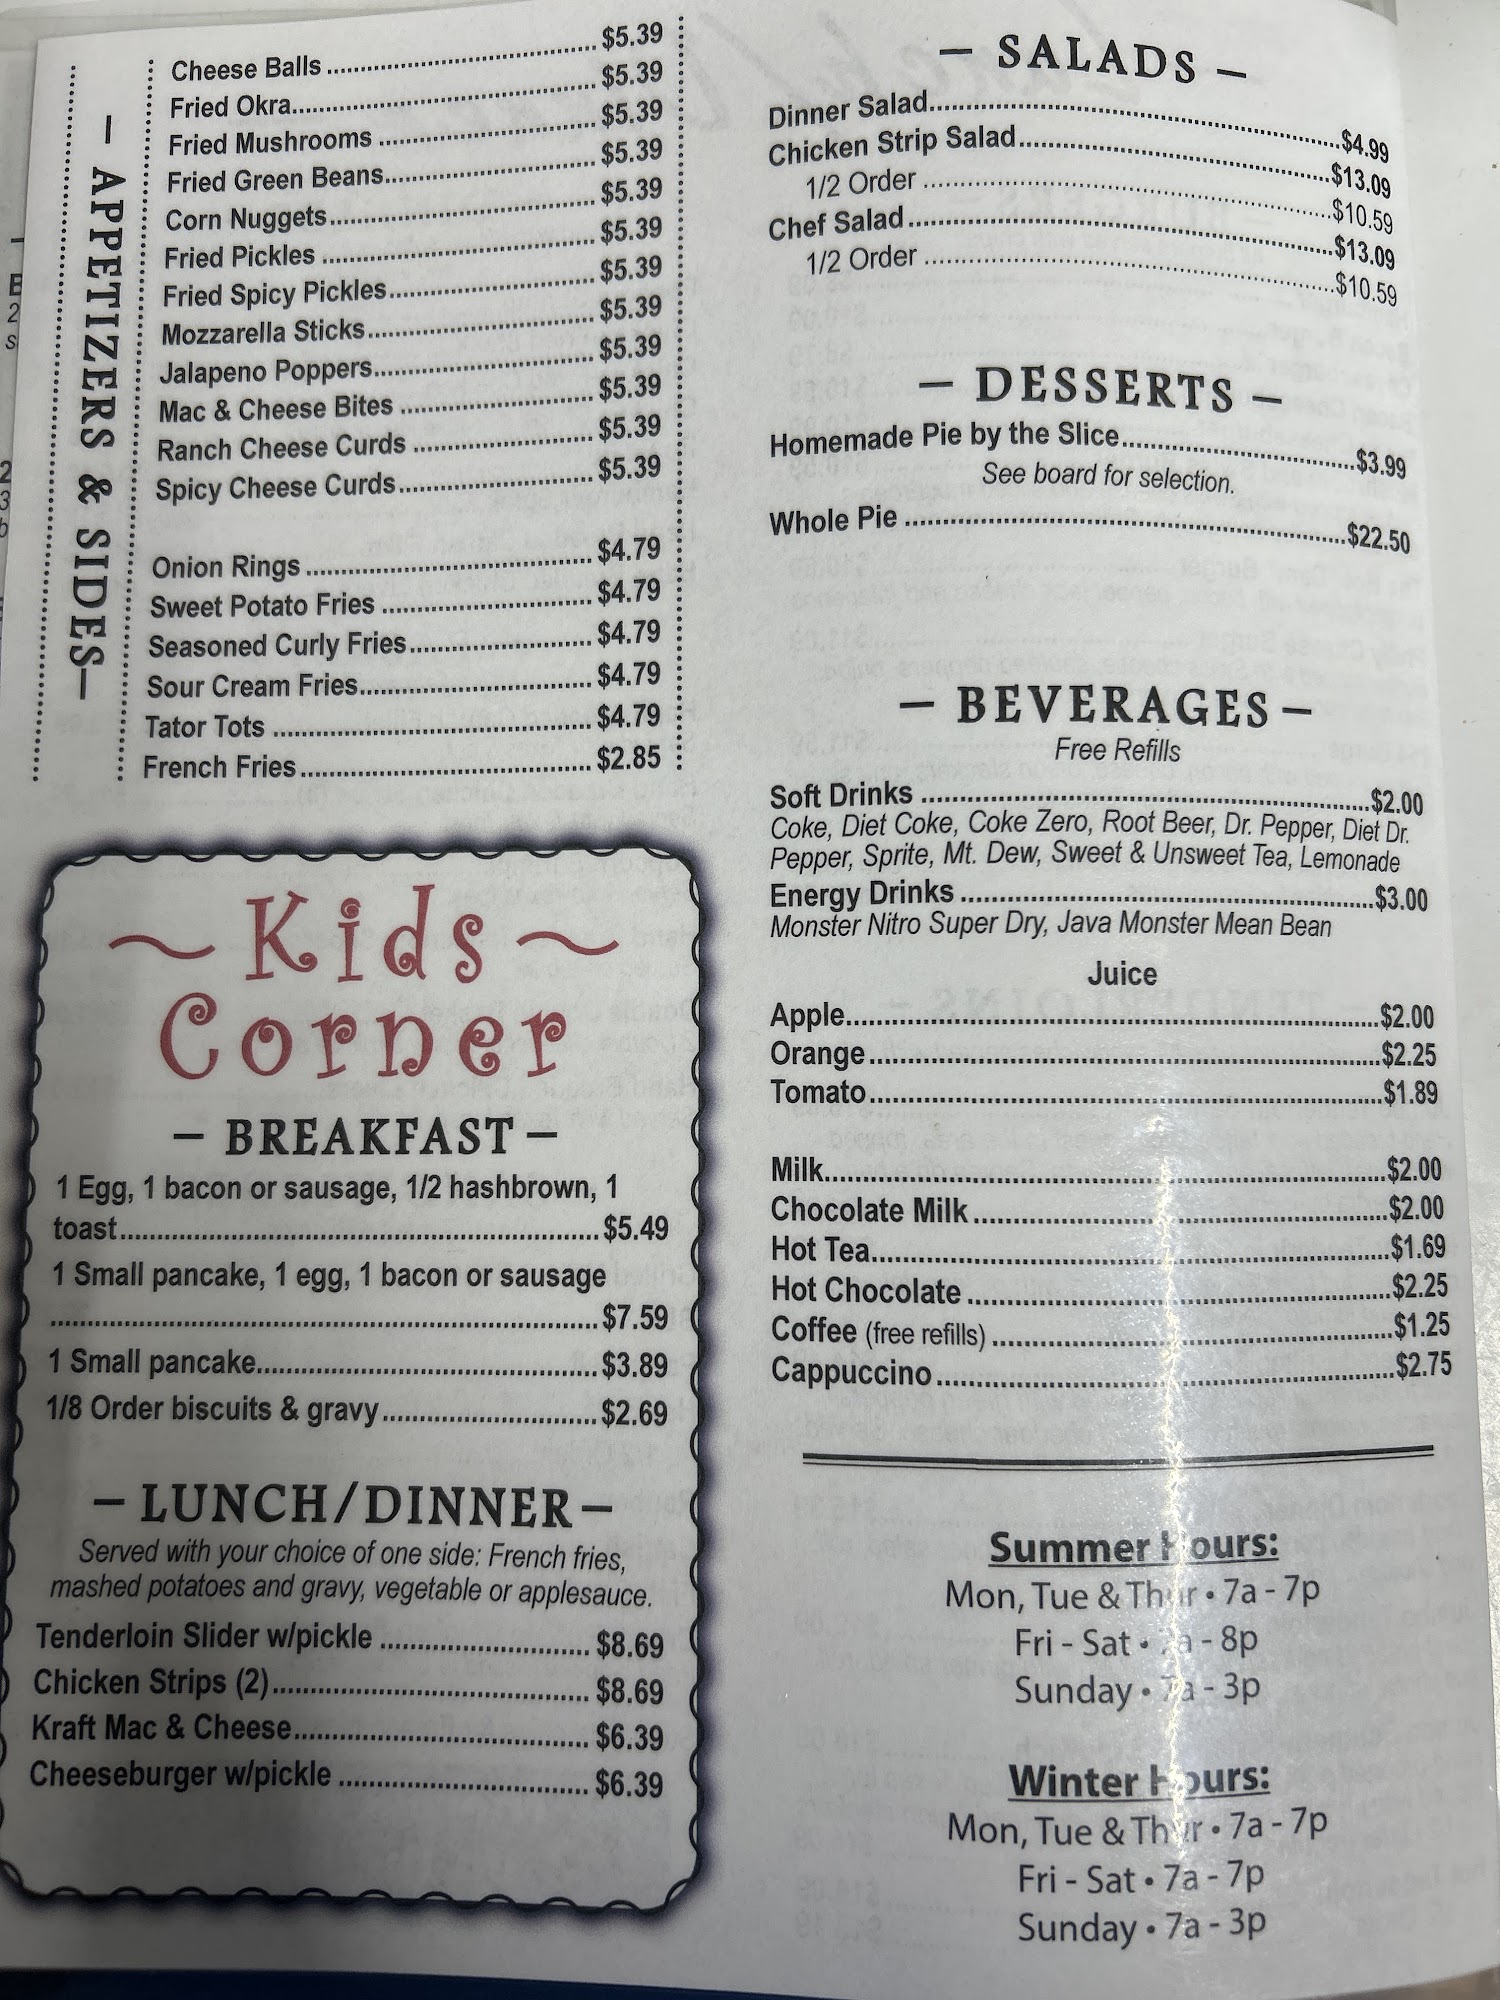 — APPETIZERS & SIDES—
Cheese Balls ........ $5.39
Fried Okra........ $5.39
Fried Mushrooms ........ $5.39
Fried Green Beans........ $5.39
Corn Nuggets........ $5.39
Fried Pickles ........ $5.39
Fried Spicy Pickles........ $5.39
Mozzarella Sticks........ $5.39
Jalapeno Poppers........ $5.39
Mac & Cheese Bites ........ $5.39
Ranch Cheese Curds ........ $5.39
Spicy Cheese Curds........ $5.39
Onion Rings ........ $4.79
Sweet Potato Fries ........ $4.79
Seasoned Curly Fries........ $4.79
Sour Cream Fries........ $4.79
Tator Tots ........ $4.79
French Fries........ $2.85
~ Kids ~
Corner
– BREAKFAST –
1 Egg, 1 bacon or sausage, 1/2 hashbrown, 1
toast........ $5.49
1 Small pancake, 1 egg, 1 bacon or sausage
........ $7.59
1 Small pancake........ $3.89
1/8 Order biscuits & gravy........ $2.69
– LUNCH/DINNER –
Served with your choice of one side: French fries,
mashed potatoes and gravy, vegetable or applesauce.
Tenderloin Slider w/pickle ........ $8.69
Chicken Strips (2)........ $8.69
Kraft Mac & Cheese........ $6.39
Cheeseburger w/pickle ........ $6.39
– SALADS –
Dinner Salad........ $4.99
Chicken Strip Salad........ $13.09
1/2 Order ........ $10.59
Chef Salad ........ $13.09
1/2 Order ........ $10.59
– DESSERTS –
Homemade Pie by the Slice........ $3.99
See board for selection.
Whole Pie ........ $22.50
– BEVERAGES –
Free Refills
Soft Drinks ........ $2.00
Coke, Diet Coke, Coke Zero, Root Beer, Dr. Pepper, Diet Dr.
Pepper, Sprite, Mt. Dew, Sweet & Unsweet Tea, Lemonade
Energy Drinks ........ $3.00
Monster Nitro Super Dry, Java Monster Mean Bean
Juice
Apple........ $2.00
Orange ........ $2.25
Tomato ........ $1.89
Milk........ $2.00
Chocolate Milk ........ $2.00
Hot Tea........ $1.69
Hot Chocolate ........ $2.25
Coffee (free refills) ........ $1.25
Cappuccino ........ $2.75
Summer Hours:
Mon, Tue & Thur • 7a - 7p
Fri - Sat • 7a - 8p
Sunday • 7a - 3p
Winter Hours:
Mon, Tue & Thur • 7a - 7p
Fri - Sat • 7a - 7p
Sunday • 7a - 3p